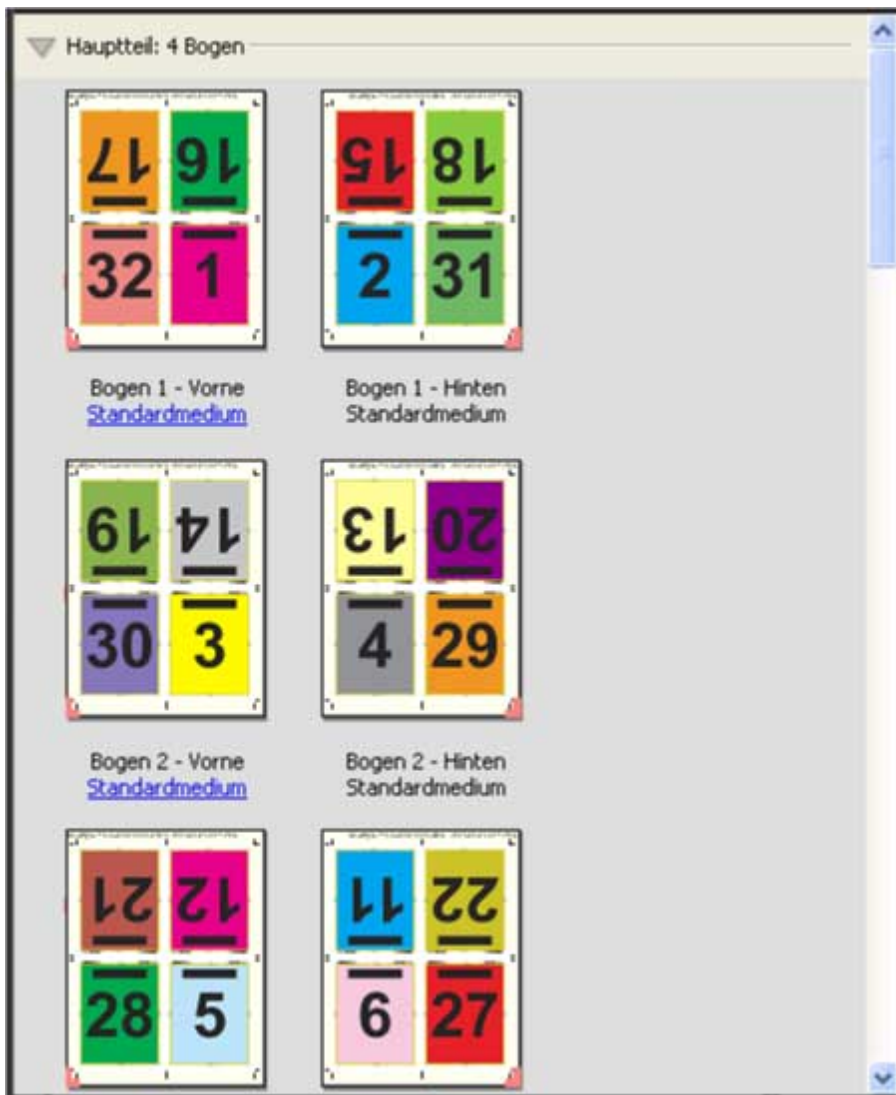 Hauptteil: 4 Bogen
17 16 15 18
32 1 2 31
Bogen 1 - Vorne Bogen 1 - Hinten
Standardmedium Standardmedium
19 14 13 20
30 3 4 29
Bogen 2 - Vorne Bogen 2 - Hinten
Standardmedium Standardmedium
21 12 11 22
28 5 6 27